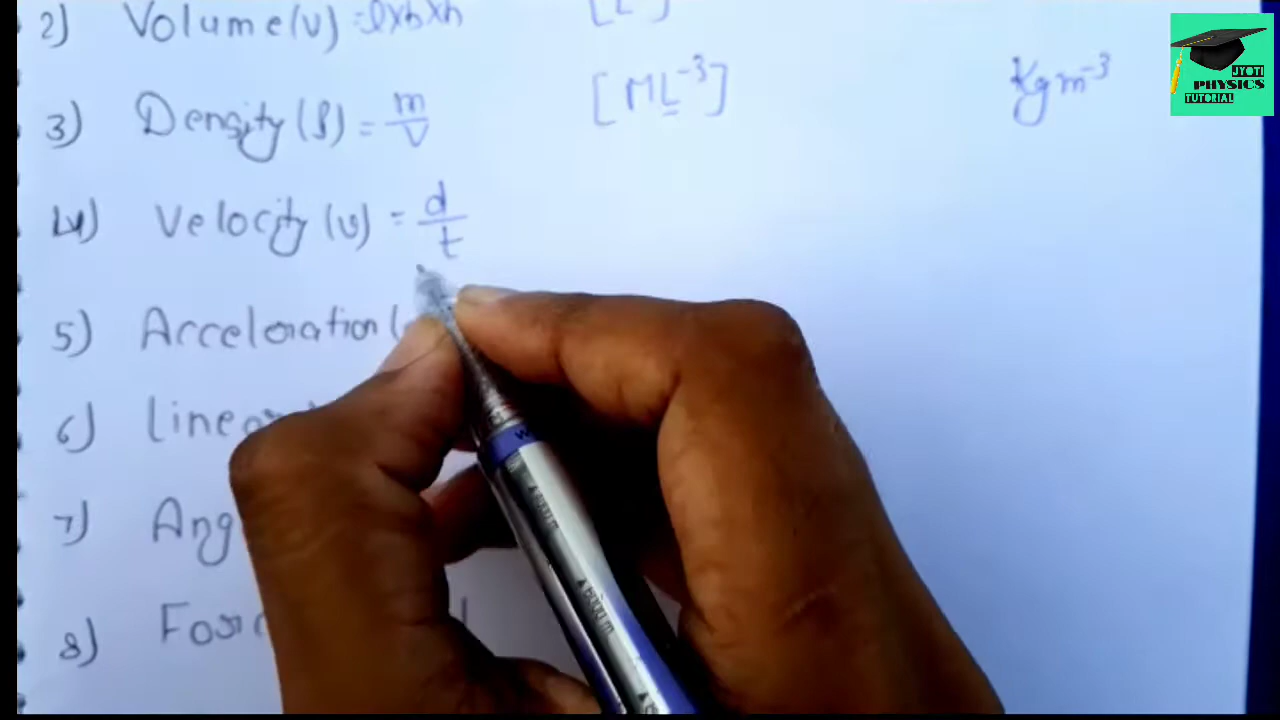 2) Volume(v) = l×b×h [L
3) Density (ρ) = m/V [ML⁻³] Kgm⁻³
4) Velocity (v) = d/t
5) Acceleration (
6) Linea
7) Ang
8) Forc
JYOTI
PHYSICS
TUTORIAL